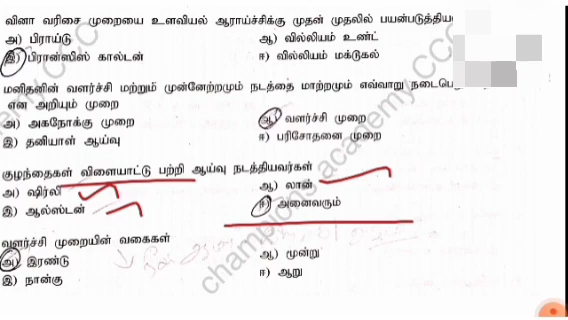 வினா வரிசை முறையை உளவியல் ஆராய்ச்சிக்கு முதன் முதலில் பயன்படுத்திய
அ) பிராய்டு ஆ) வில்லியம் உண்ட்
இ) பிரான்ஸிஸ் கால்டன் ஈ) வில்லியம் மக்டூகல்
மனிதனின் வளர்ச்சி மற்றும் முன்னேற்றமும் நடத்தை மாற்றமும் எவ்வாறு
என அறியும் முறை
அ) அகநோக்கு முறை ஆ) வளர்ச்சி முறை
இ) தனியாள் ஆய்வு ஈ) பரிசோதனை முறை
குழந்தைகள் விளையாட்டு பற்றி ஆய்வு நடத்தியவர்கள்
அ) ஷிர்லி ஆ) லான்
இ) ஆல்ஸ்டன் ஈ) அனைவரும்
வளர்ச்சி முறையின் வகைகள்
அ) இரண்டு ஆ) மூன்று
இ) நான்கு ஈ) ஆறு
champions academy CCC